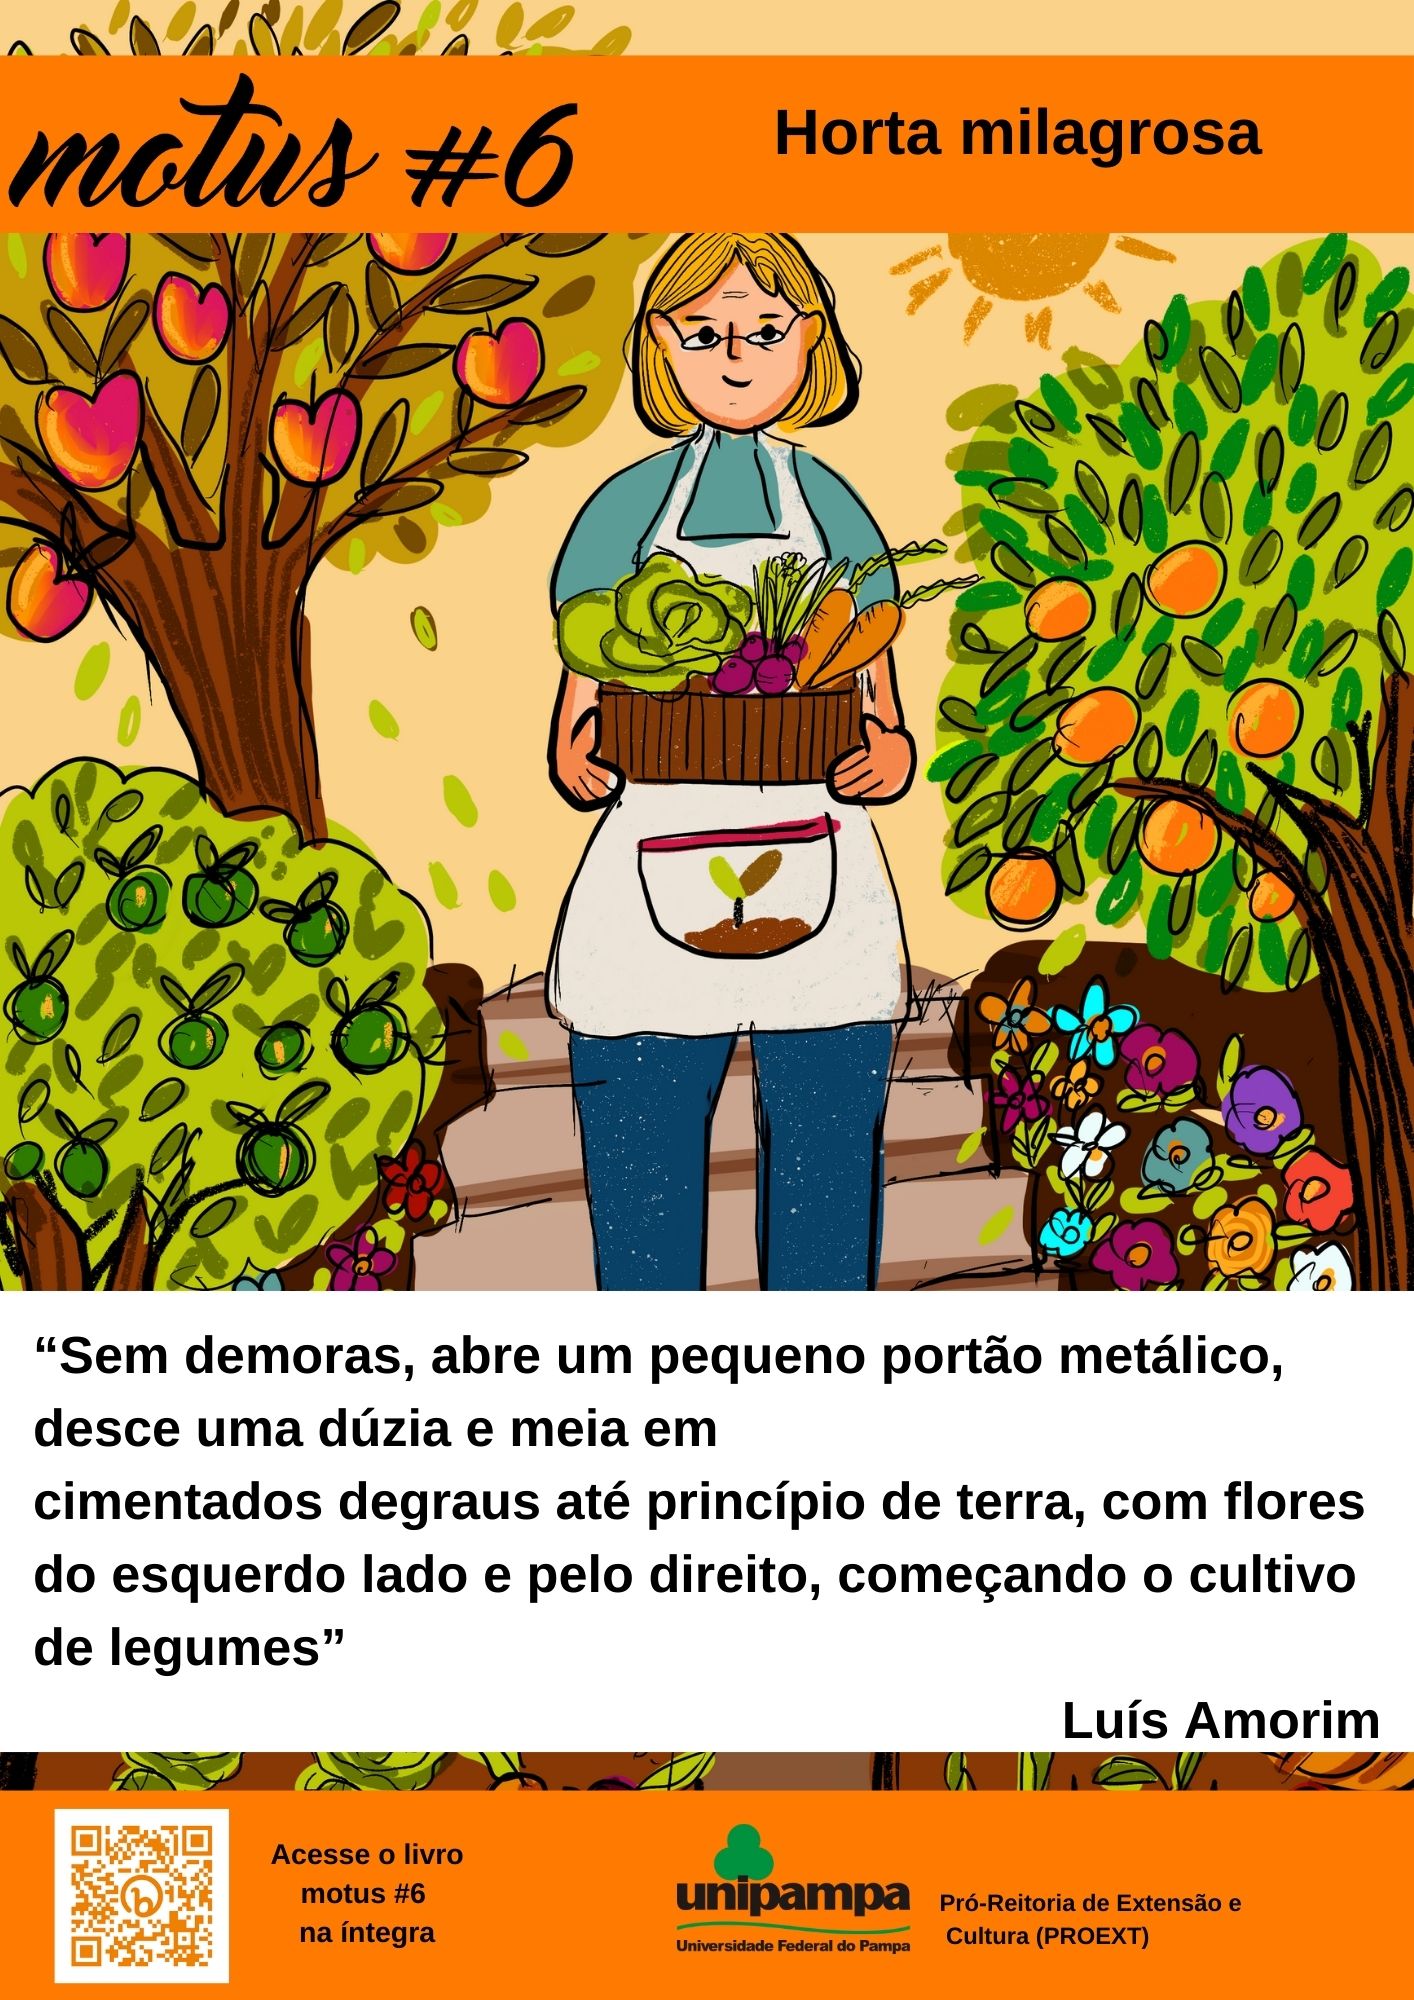 motus #6
Horta milagrosa
“Sem demoras, abre um pequeno portão metálico,
desce uma dúzia e meia em
cimentados degraus até princípio de terra, com flores
do esquerdo lado e pelo direito, começando o cultivo
de legumes”
Luís Amorim
Acesse o livro
motus #6
na íntegra
unipampa
Universidade Federal do Pampa
Pró-Reitoria de Extensão e
Cultura (PROEXT)